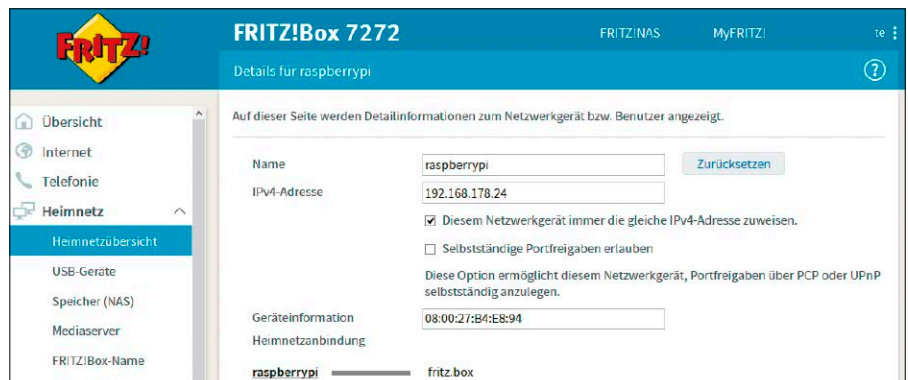 FRITZ!
FRITZ!Box 7272
FRITZ!NAS
MyFRITZ!
te
Details für raspberrypi
?
Übersicht
Internet
Telefonie
Heimnetz
Heimnetzübersicht
USB-Geräte
Speicher (NAS)
Mediaserver
FRITZ!Box-Name
Auf dieser Seite werden Detailinformationen zum Netzwerkgerät bzw. Benutzer angezeigt.
Name
raspberrypi
Zurücksetzen
IPv4-Adresse
192.168.178.24
Diesem Netzwerkgerät immer die gleiche IPv4-Adresse zuweisen.
Selbstständige Portfreigaben erlauben
Diese Option ermöglicht diesem Netzwerkgerät, Portfreigaben über PCP oder UPnP
selbstständig anzulegen.
Geräteinformation
08:00:27:B4:E8:94
Heimnetzanbindung
raspberrypi
fritz.box